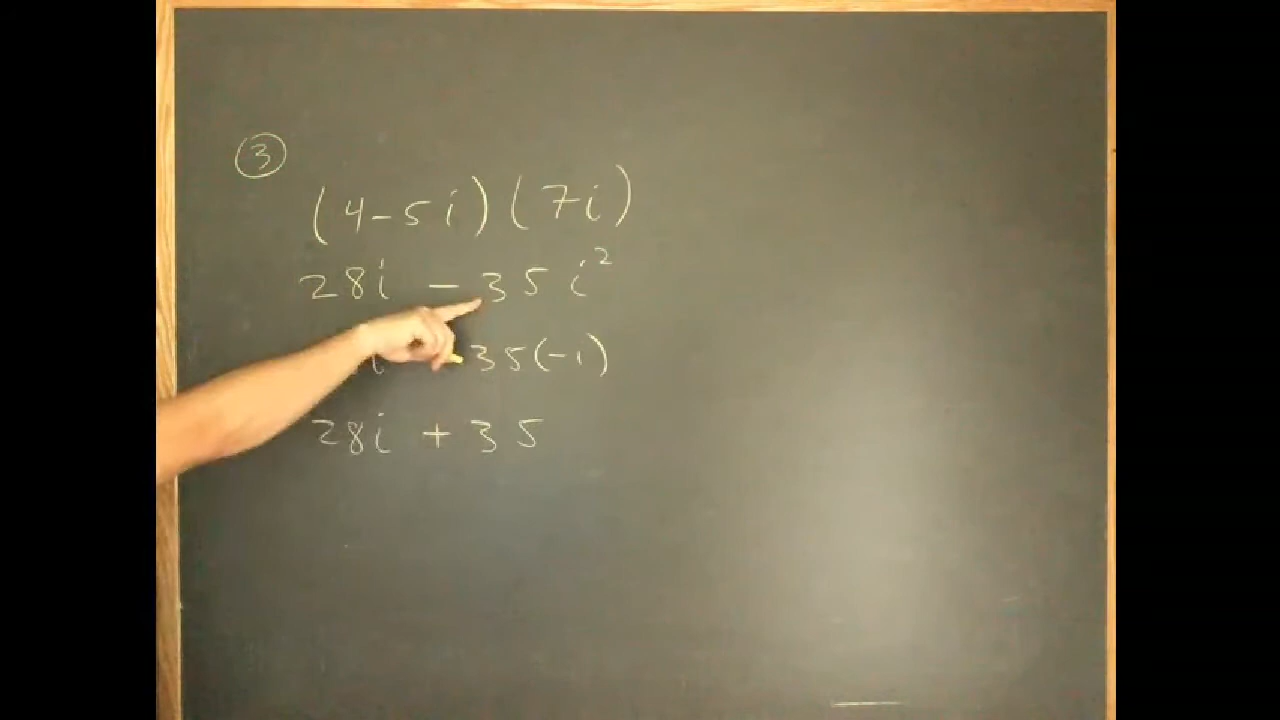 3
(4-5i)(7i)
28i - 35i²
i 35(-1)
28i + 35